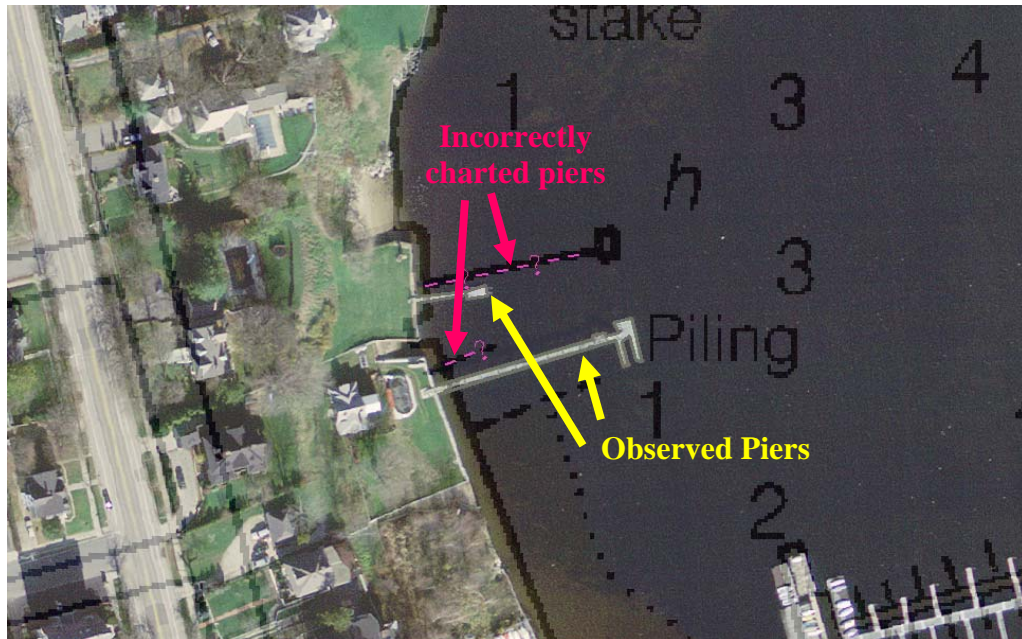 stake
1
3
4
Incorrectly
charted piers
h
3
?
?
?
Piling
1
Observed Piers
2